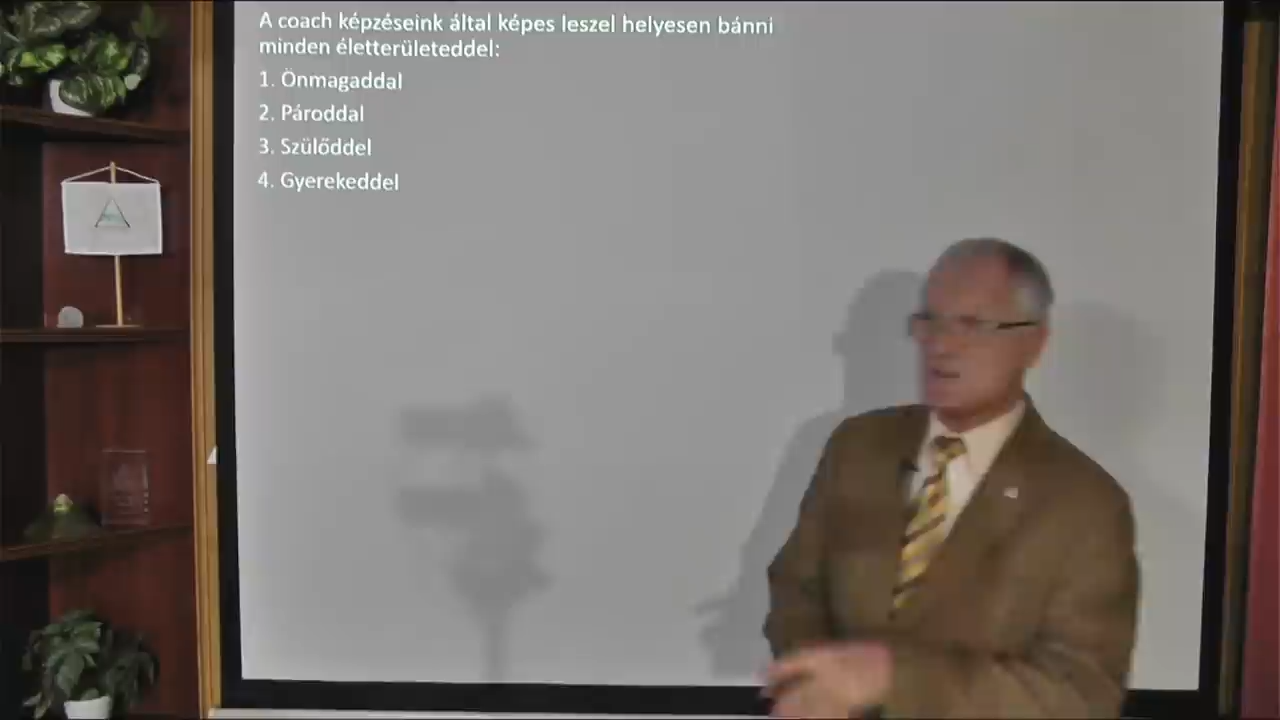 A coach képzéseink által képes leszel helyesen bánni
minden életterületeddel:
1. Önmagaddal
2. Pároddal
3. Szülőddel
4. Gyerekeddel